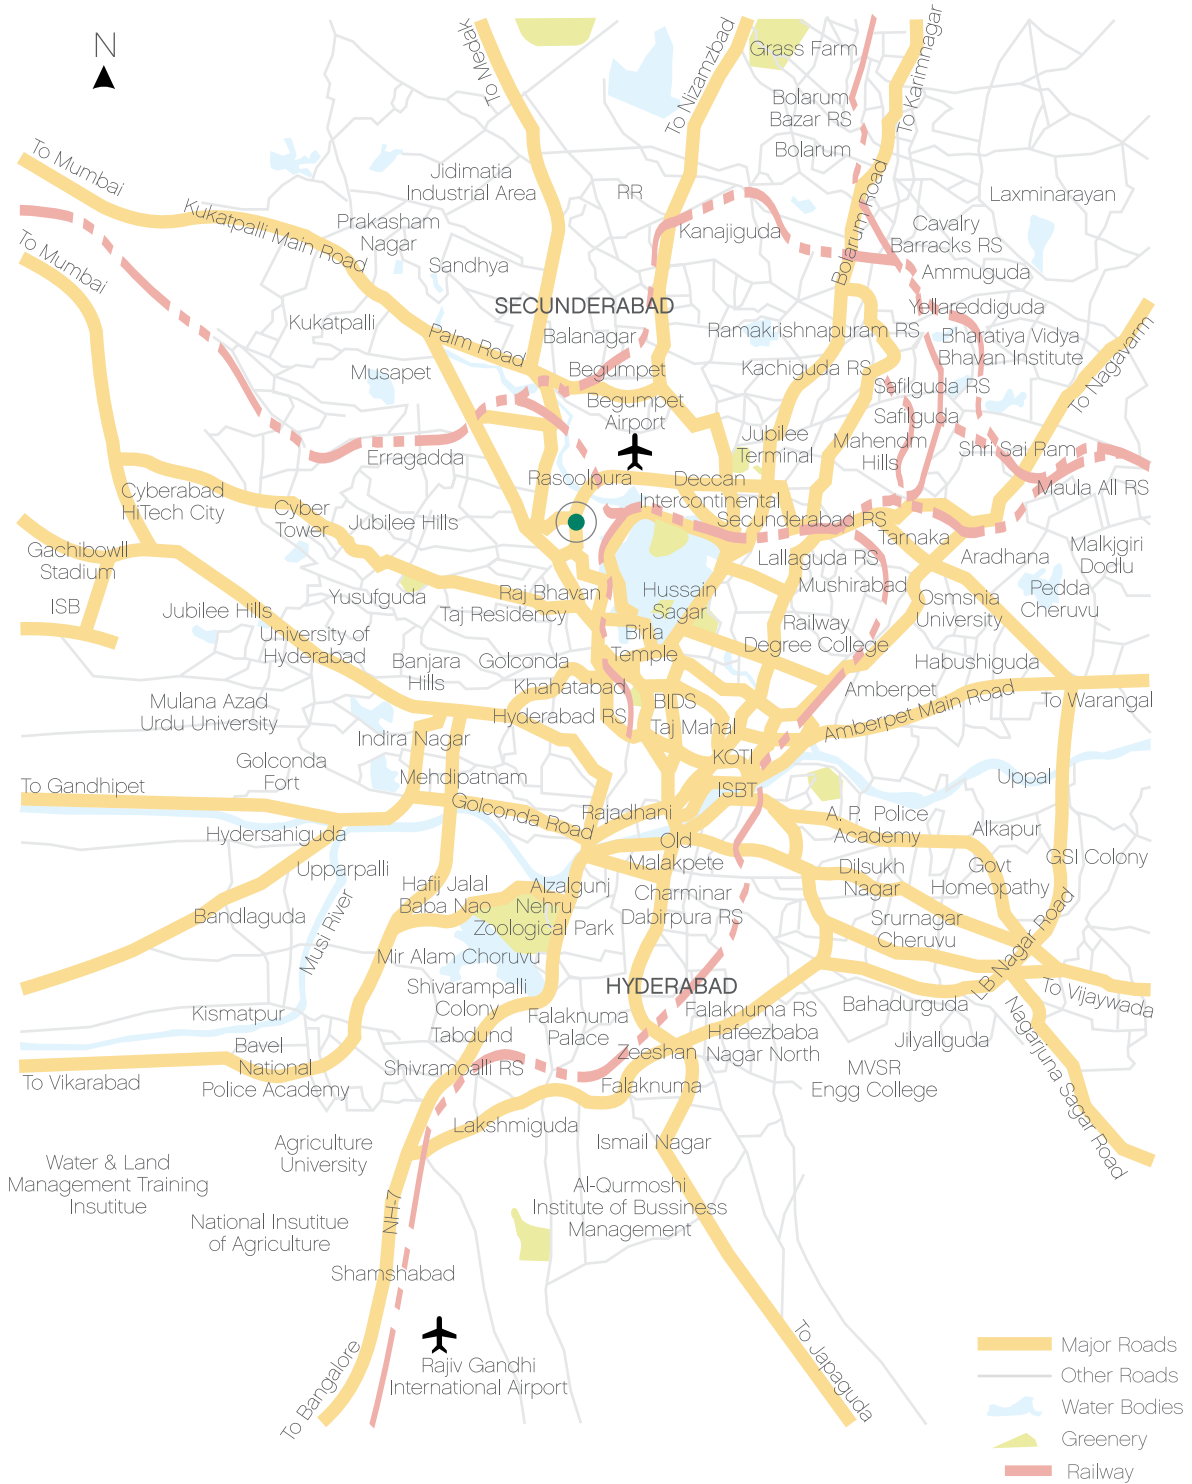 N
To Medak
To Nizamzbad
Grass Farm
To Karimnagar
Bolarum
Bazar RS
Bolarum
To Mumbai
Jidimatia
Industrial Area
RR
Laxminarayan
Kukatpalli Main Road
Prakasham
Nagar
Kanajiguda
Bolarum Road
Cavalry
Barracks RS
To Mumbai
Sandhya
Ammuguda
SECUNDERABAD
Yellareddiguda
Kukatpalli
Palm Road
Balanagar
Ramakrishnapuram RS
Bharatiya Vidya
Bhavan Institute
To Nagavarm
Musapet
Begumpet
Kachiguda RS
Safilguda RS
Begumpet
Airport
Safilguda
Jubilee
Terminal
Mahendm
Hills
Shri Sai Ram
Erragadda
Rasoolpura
Deccan
Intercontinental
Maula All RS
Cyberabad
HiTech City
Cyber
Tower
Jubilee Hills
Secunderabad RS
Tarnaka
Gachibowll
Stadium
Lallaguda RS
Aradhana
Malkjgiri
Dodlu
ISB
Jubilee Hills
Yusufguda
Raj Bhavan
Taj Residency
Hussain
Sagar
Mushirabad
Osmsnia
University
Pedda
Cheruvu
University of
Hyderabad
Birla
Temple
Railway
Degree College
Banjara
Hills
Golconda
Habushiguda
Mulana Azad
Urdu University
Khahatabad
Hyderabad RS
BIDS
Taj Mahal
Amberpet
Amberpet Main Road
To Warangal
Indira Nagar
Golconda
Fort
KOTI
To Gandhipet
Mehdipatnam
ISBT
Uppal
Golconda Road
Rajadhani
Hydersahiguda
Old
Malakpete
A. P. Police
Academy
Alkapur
GSI Colony
Upparpalli
Dilsukh
Nagar
Govt
Homeopathy
Hafij Jalal
Baba Nao
Alzalgunj
Nehru
Zoological Park
Charminar
Dabirpura RS
Bandlaguda
Musi River
Srurnagar
Cheruvu
LB Nagar Road
Mir Alam Choruvu
Shivarampalli
Colony
HYDERABAD
To Vijaywada
Kismatpur
Tabdund
Falaknuma
Palace
Falaknuma RS
Hafeezbaba
Nagar North
Bahadurguda
Jilyallguda
Bavel
National
Police Academy
Zeeshan
Nagarjuna Sagar Road
To Vikarabad
Shivramoalli RS
Falaknuma
MVSR
Engg College
Lakshmiguda
Agriculture
University
Ismail Nagar
Water & Land
Management Training
Insutitue
Al-Qurmoshi
Institute of Bussiness
Management
NH-7
National Insutitue
of Agriculture
Shamshabad
Rajiv Gandhi
International Airport
To Bangalore
To Japaguda
Major Roads
Other Roads
Water Bodies
Greenery
Railway